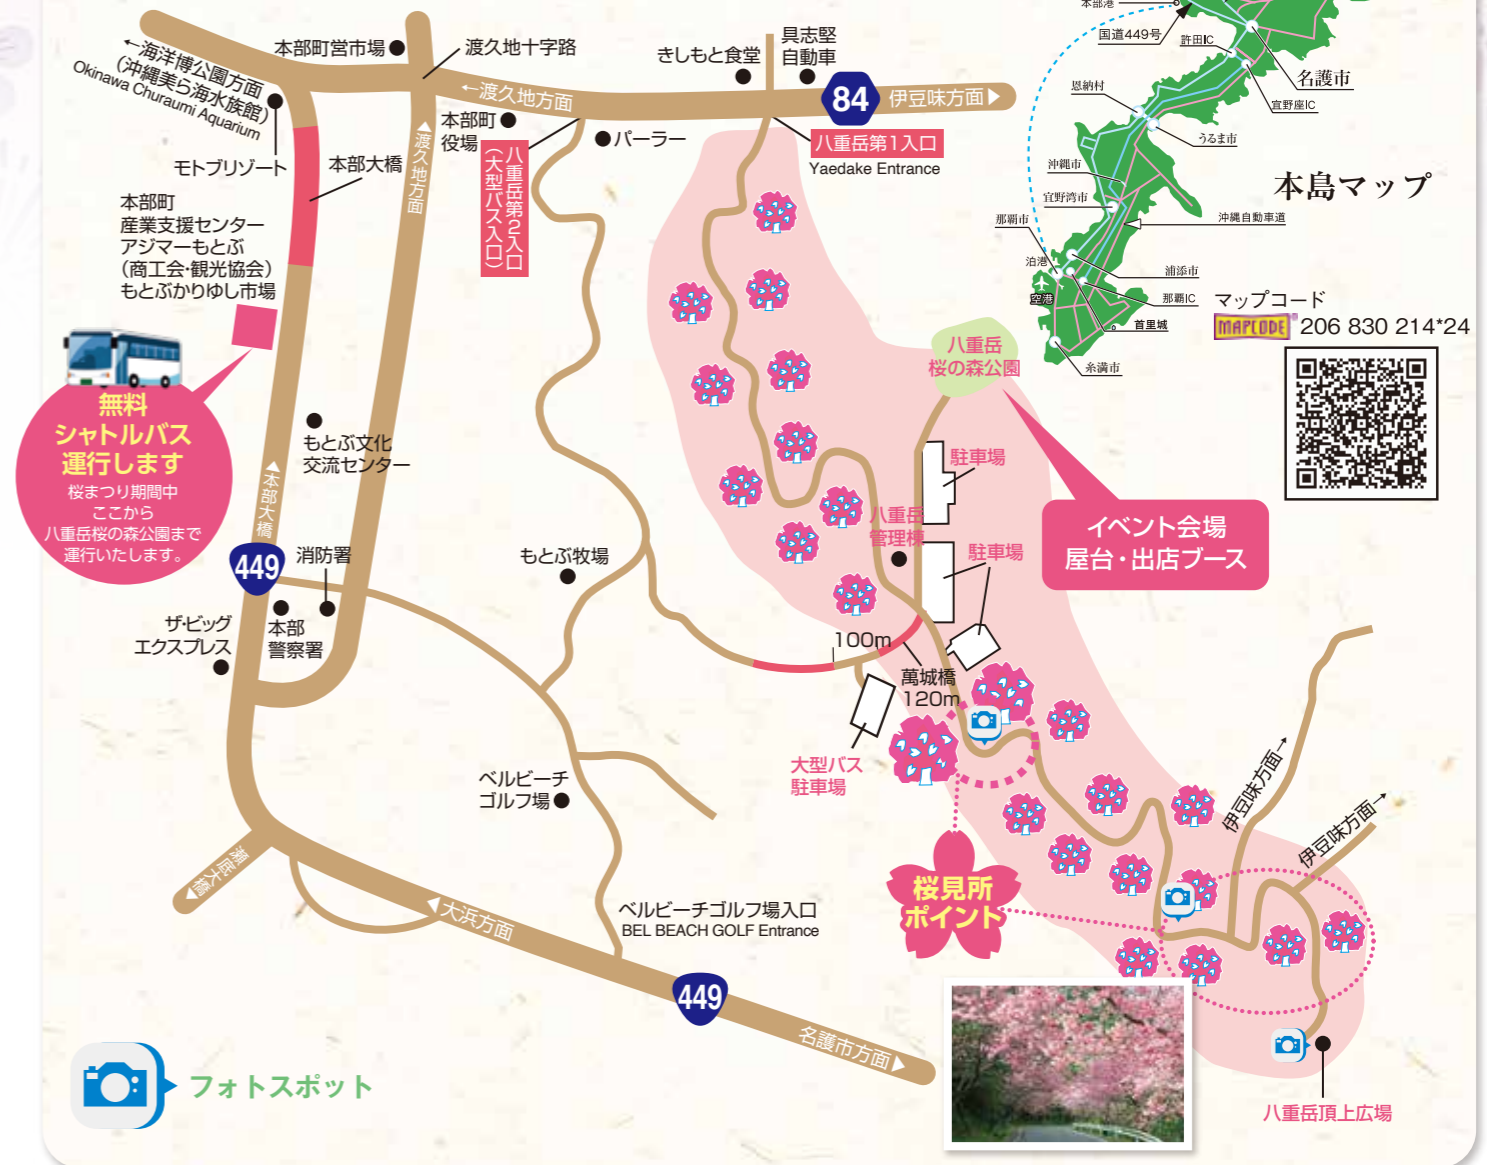 ←海洋博公園方面
（沖縄美ら海水族館）
Okinawa Churaumi Aquarium
本部町営市場
渡久地十字路
←渡久地方面
きしもと食堂
具志堅
自動車
84
伊豆味方面▶
本部町
役場
パーラー
八重岳第1入口
Yaedake Entrance
八重岳第2入口
（大型バス入口）
◀渡久地方面
モトブリゾート
本部大橋
本部町
産業支援センター
アジマーもとぶ
（商工会・観光協会）
もとぶかりゆし市場
無料
シャトルバス
運行します
桜まつり期間中
ここから
八重岳桜の森公園まで
運行いたします。
もとぶ文化
交流センター
◀本部大橋
449
消防署
本部
警察署
ザ・ビッグ
エクスプレス
もとぶ牧場
八重岳
桜の森公園
駐車場
八重岳
管理棟
駐車場
イベント会場
屋台・出店ブース
100m
萬城橋
120m
大型バス
駐車場
ベルビーチ
ゴルフ場
瀬底大橋▶
◀大浜方面
ベルビーチゴルフ場入口
BEL BEACH GOLF Entrance
449
名護市方面▶
桜見所
ポイント
伊豆味方面→
伊豆味方面→
八重岳頂上広場
フォトスポット
本部港
国道449号
許田IC
名護市
宜野座IC
恩納村
うるま市
沖縄市
宜野湾市
那覇市
沖縄自動車道
泊港
浦添市
空港
那覇IC
首里城
糸満市
本島マップ
マップコード
MAPCODE® 206 830 214*24